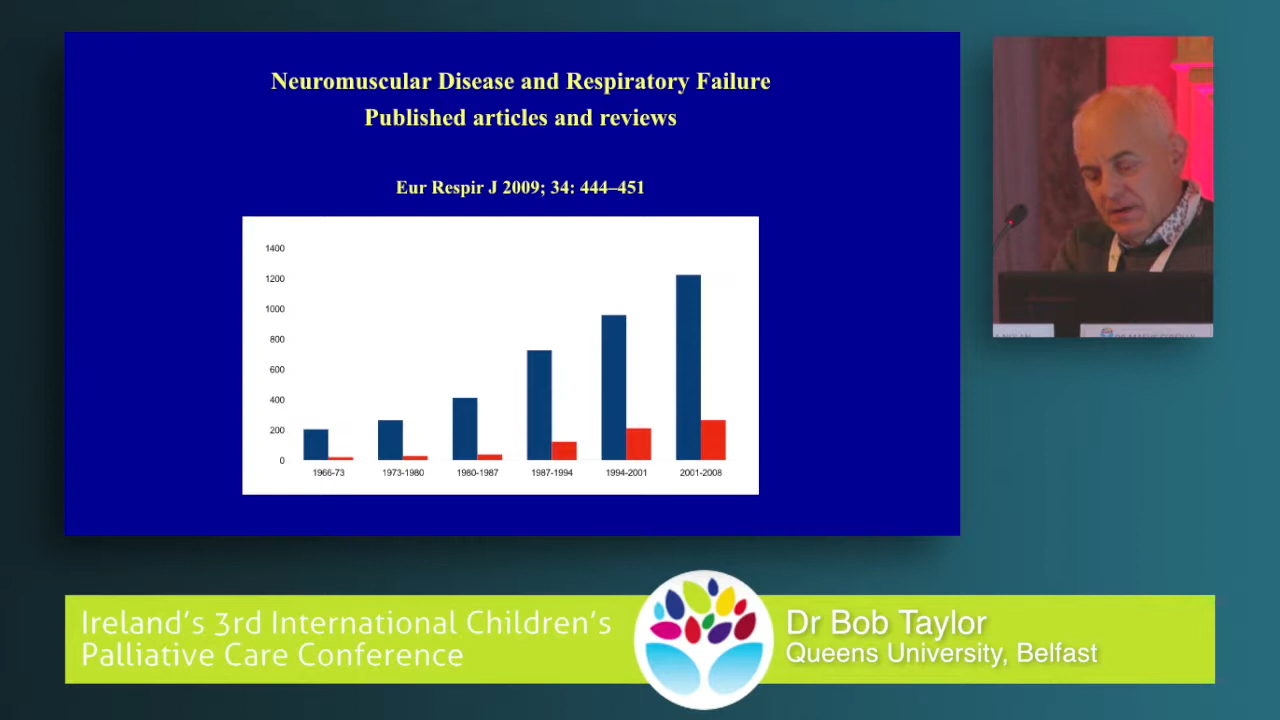 Neuromuscular Disease and Respiratory Failure
Published articles and reviews
Eur Respir J 2009; 34: 444–451
1400
1200
1000
800
600
400
200
0
1966-73
1973-1980
1980-1987
1987-1994
1994-2001
2001-2008
Ireland's 3rd International Children's
Palliative Care Conference
Dr Bob Taylor
Queens University, Belfast